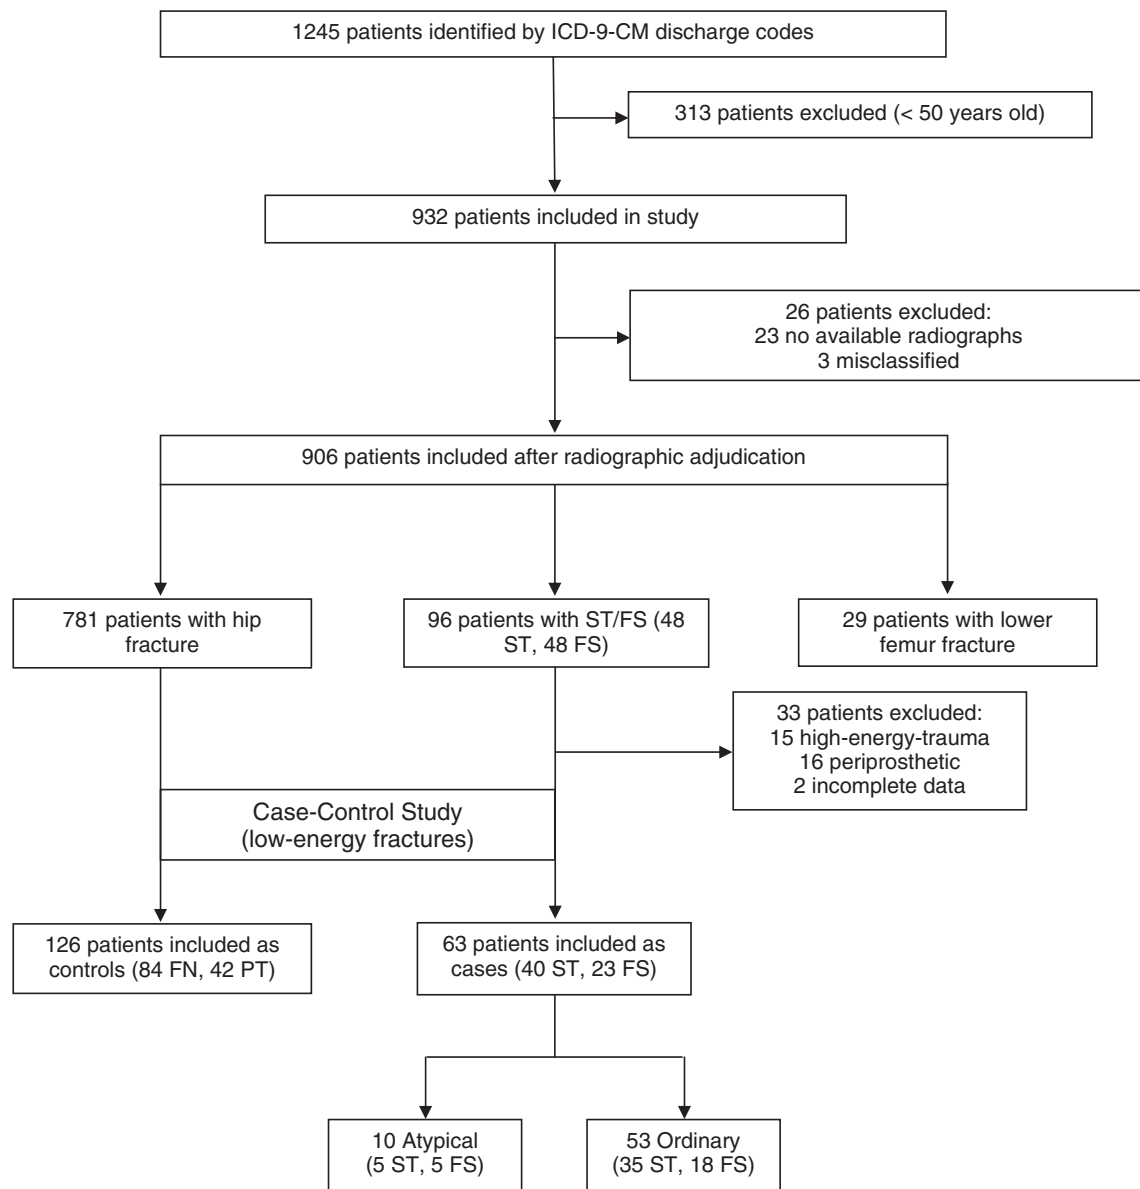 1245 patients identified by ICD-9-CM discharge codes
313 patients excluded (< 50 years old)
932 patients included in study
26 patients excluded:
23 no available radiographs
3 misclassified
906 patients included after radiographic adjudication
781 patients with hip
fracture
96 patients with ST/FS (48
ST, 48 FS)
29 patients with lower
femur fracture
33 patients excluded:
15 high-energy-trauma
16 periprosthetic
2 incomplete data
Case-Control Study
(low-energy fractures)
126 patients included as
controls (84 FN, 42 PT)
63 patients included as
cases (40 ST, 23 FS)
10 Atypical
(5 ST, 5 FS)
53 Ordinary
(35 ST, 18 FS)